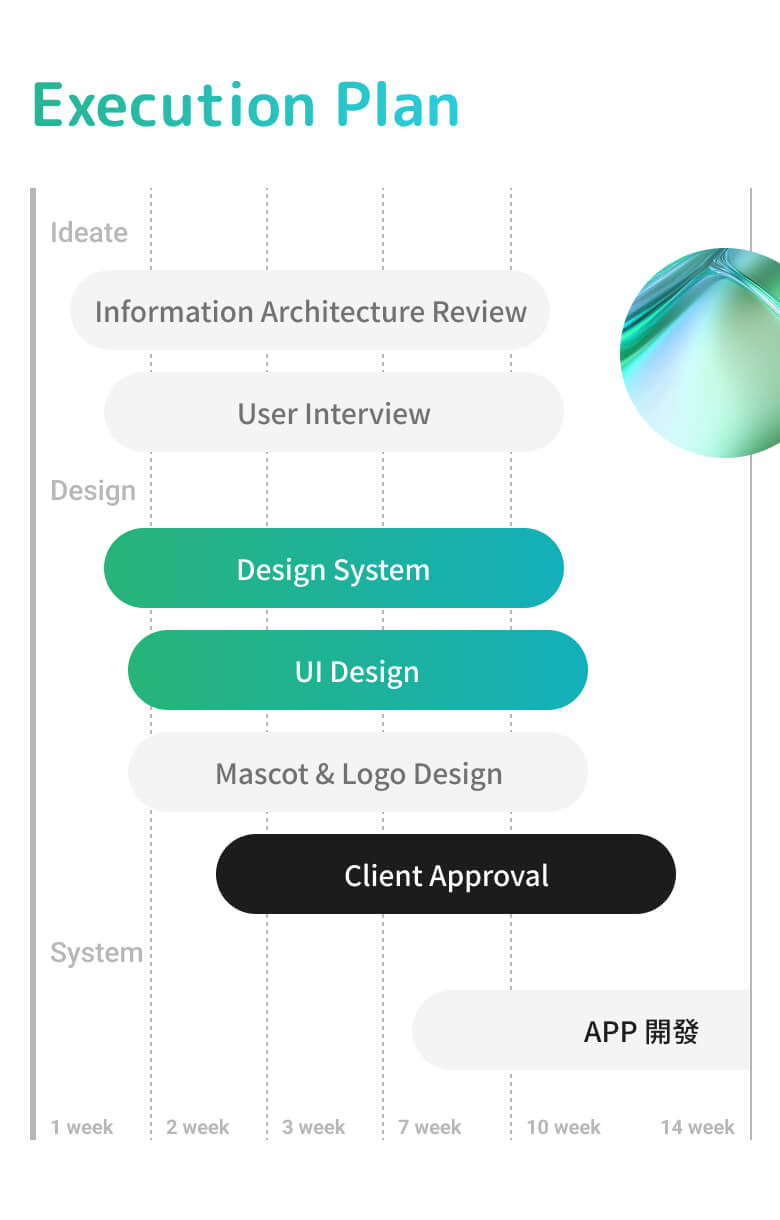 Execution Plan
Ideate
Information Architecture Review
User Interview
Design
Design System
UI Design
Mascot & Logo Design
Client Approval
System
APP 開發
1 week 2 week 3 week 7 week 10 week 14 week